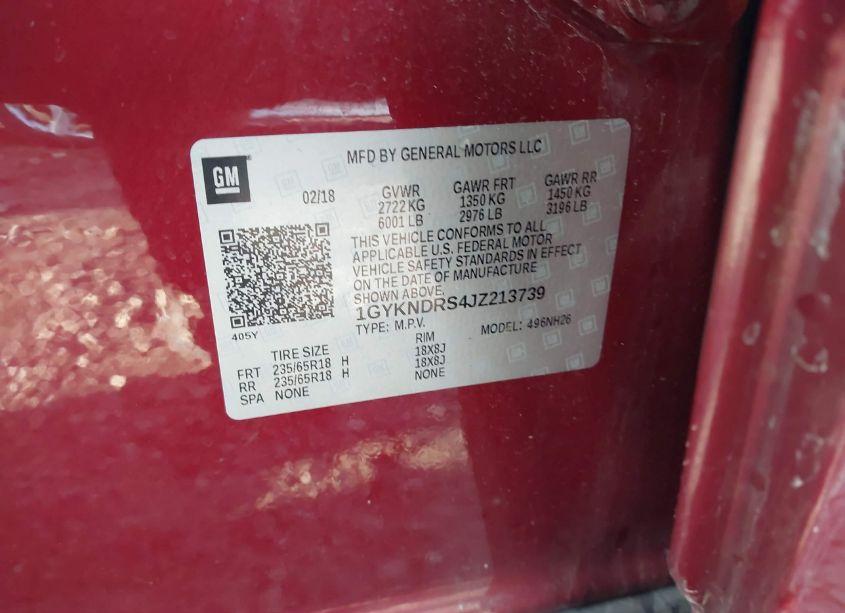 GM
MFD BY GENERAL MOTORS LLC
02/18
GVWR
2722 KG
6001 LB
GAWR FRT
1350 KG
2976 LB
GAWR RR
1450 KG
3196 LB
THIS VEHICLE CONFORMS TO ALL
APPLICABLE U.S. FEDERAL MOTOR
VEHICLE SAFETY STANDARDS IN EFFECT
ON THE DATE OF MANUFACTURE
SHOWN ABOVE.
1GYKNDRS4JZ213739
405Y
TYPE: M.P.V.
MODEL: 496NH26
TIRE SIZE
RIM
FRT 235/65R18 H 18X8J
RR 235/65R18 H 18X8J
SPA NONE NONE